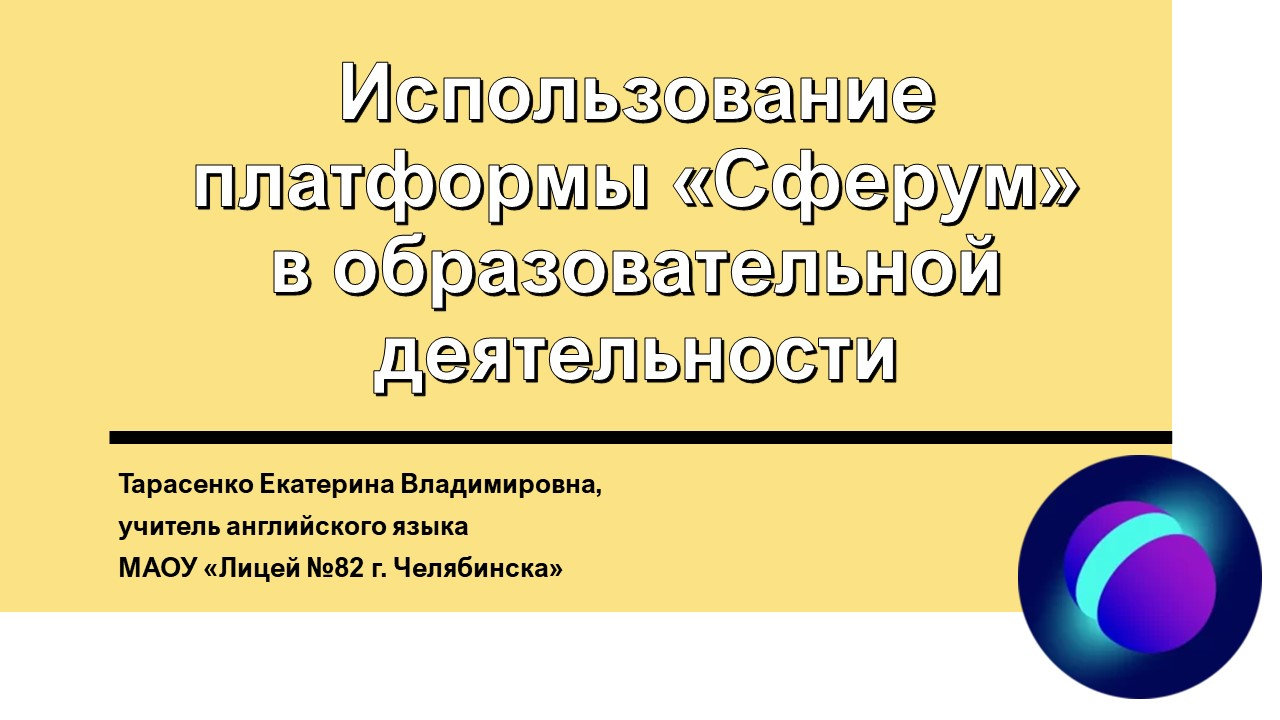 Использование
платформы «Сферум»
в образовательной
деятельности
Тарасенко Екатерина Владимировна,
учитель английского языка
МАОУ «Лицей №82 г. Челябинска»